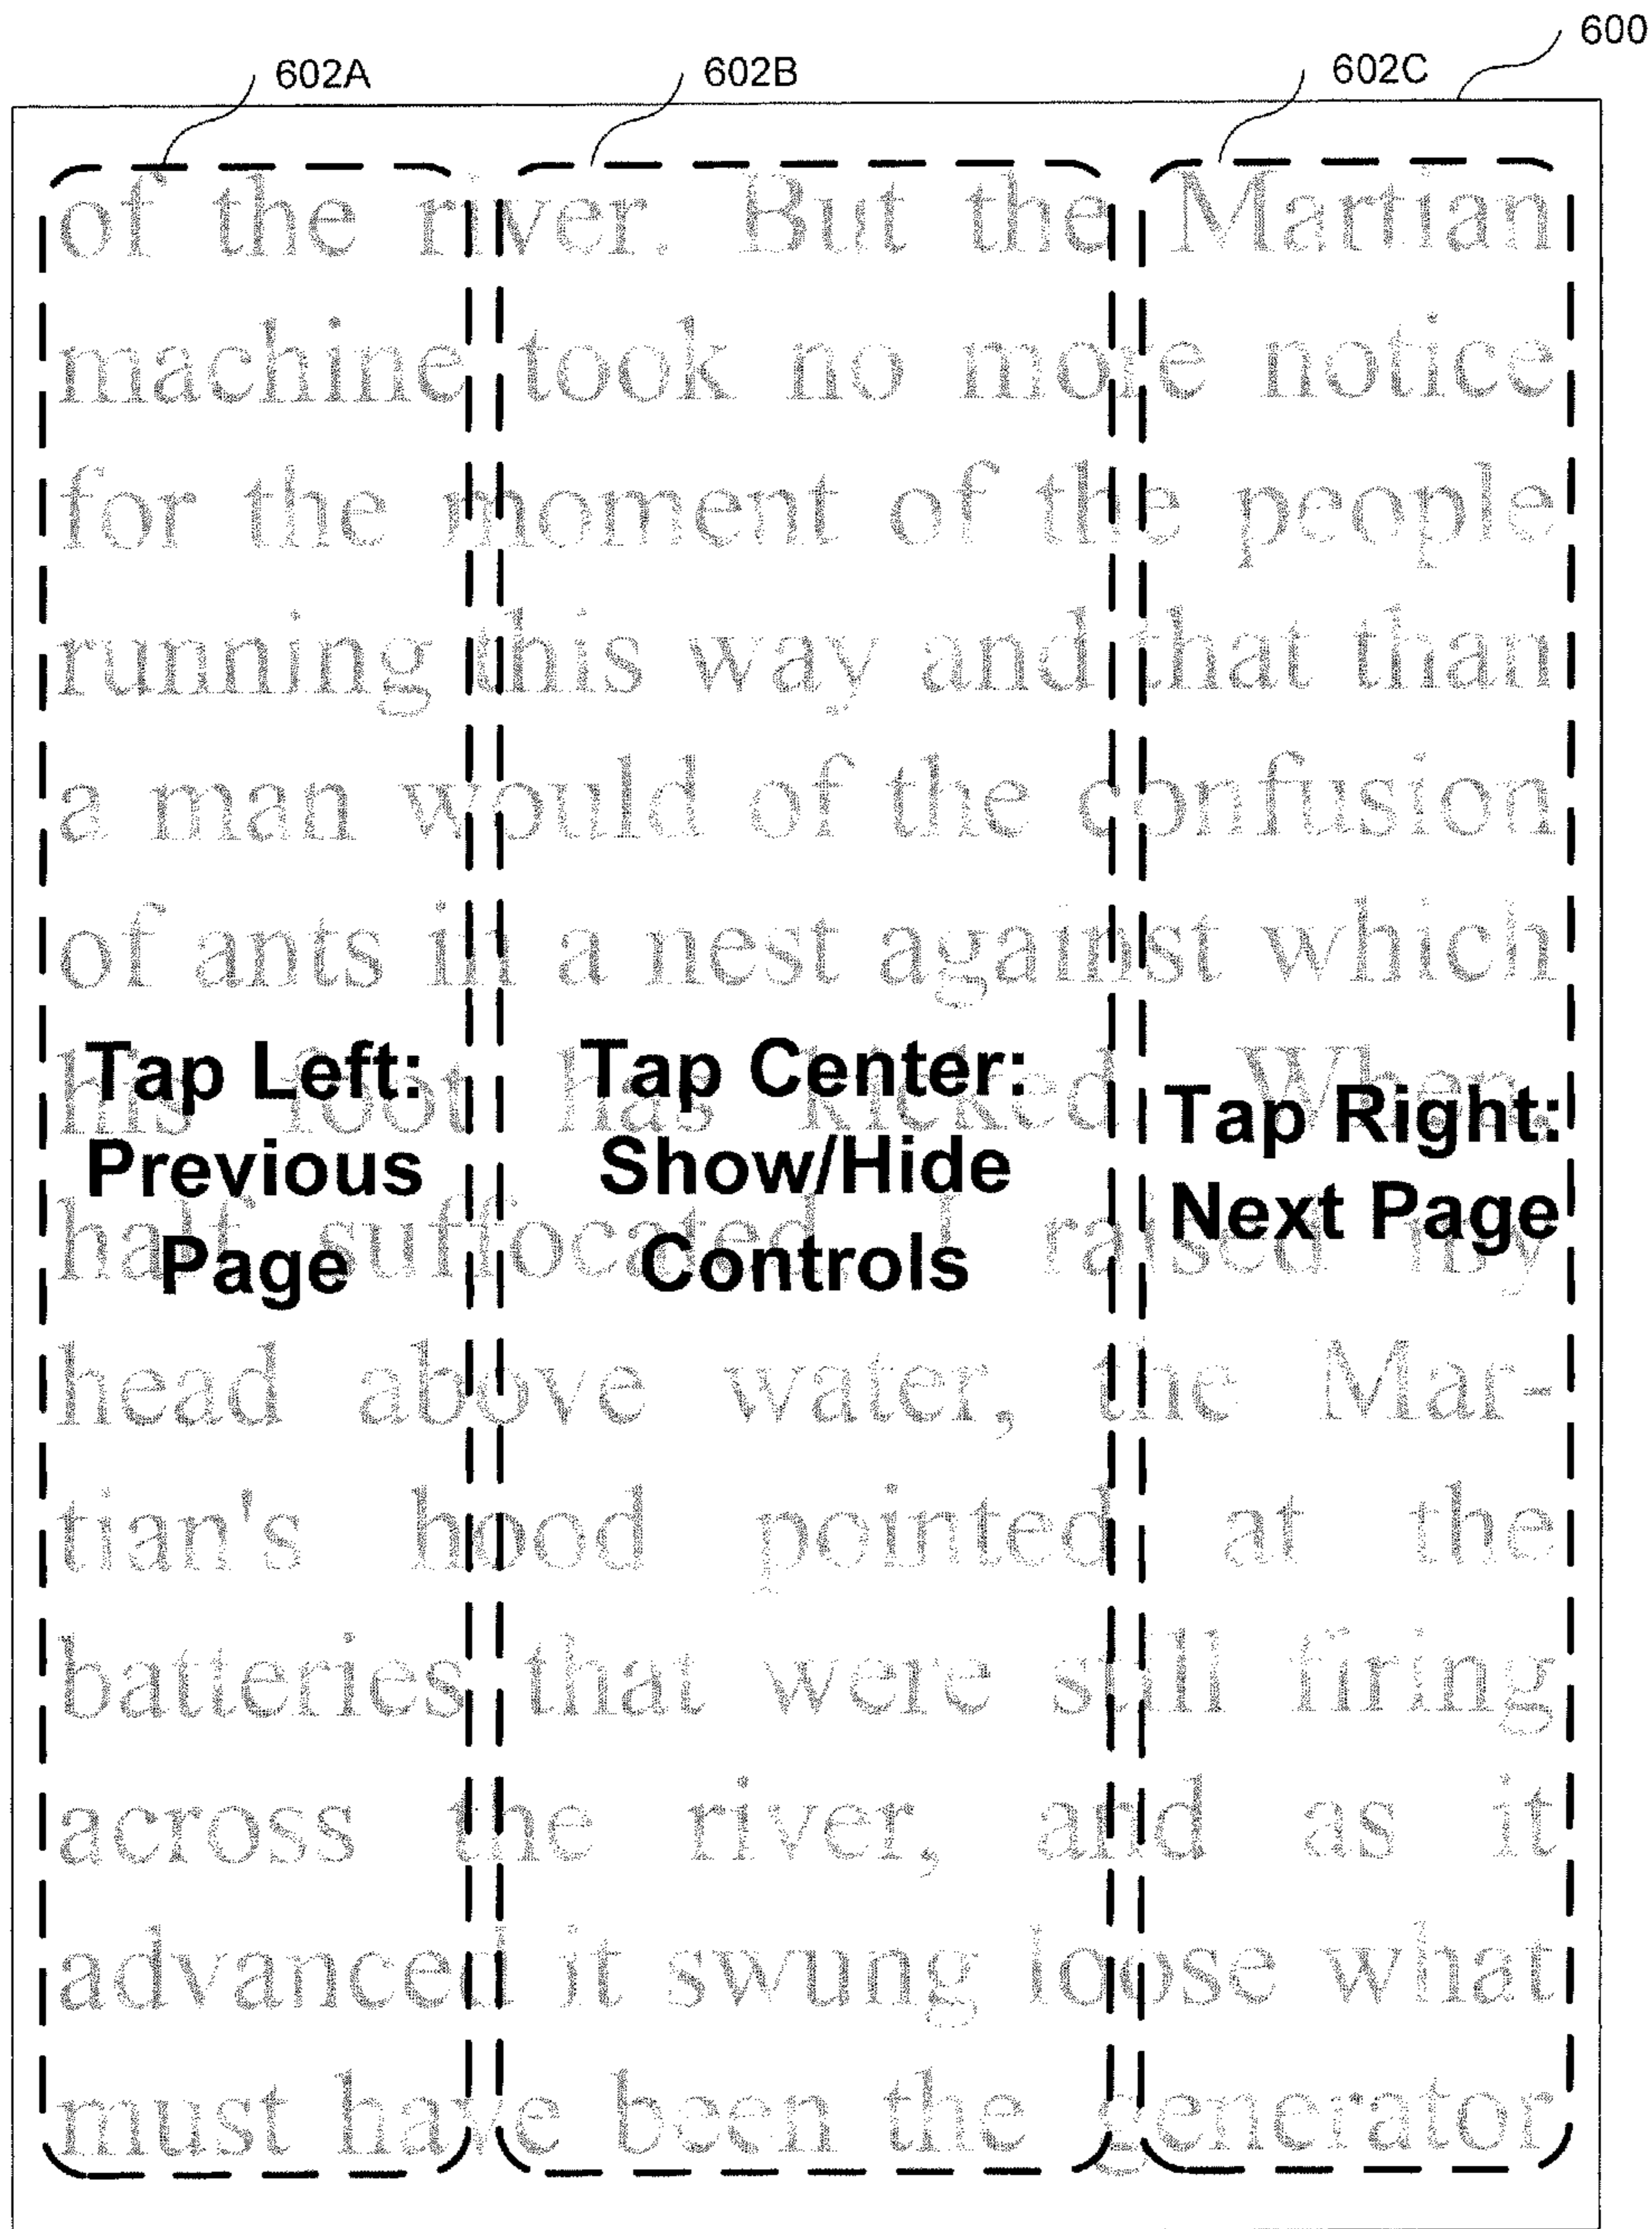 600
602A 602B 602C
of the river. But the Martian
machine took no more notice
for the moment of the people
running this way and that than
a man would of the confusion
of ants in a nest against which
his foot has kicked. When,
Tap Left:
Previous
Page
Tap Center:
Show/Hide
Controls
Tap Right:
Next Page
half suffocated, I raised my
head above water, the Mar-
tian's hood pointed at the
batteries that were still firing
across the river, and as it
advanced it swung loose what
must have been the generator